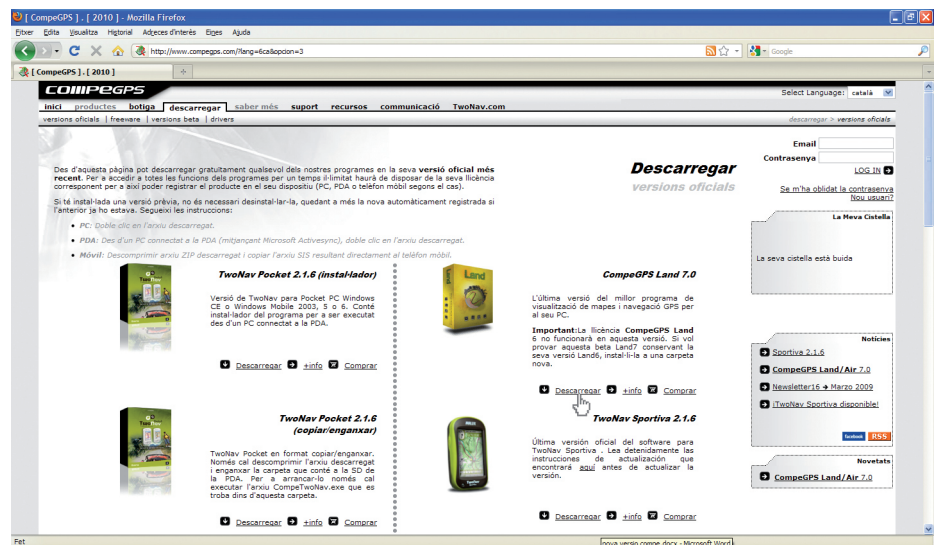 [ CompeGPS ] . [ 2010 ] - Mozilla Firefox
Fitxer Edita Visualitza Historial Adreces d'interès Eines Ajuda
http://www.compegps.com/?lang=6ca&opcion=3
Google
[ CompeGPS ] . [ 2010 ]
COMPEGPS
Select Language: català
inici productes botiga descarregar saber més suport recursos communicació TwoNav.com
versions oficials | freeware | versions beta | drivers
descarregar > versions oficials
Des d'aquesta pàgina pot descarregar gratuïtament qualsevol dels nostres programes en la seva versió oficial més
recent. Per a accedir a totes les funcions dels programes per un temps il·limitat haurà de disposar de la seva llicència
corresponent per a així poder registrar el producte en el seu dispositiu (PC, PDA o telèfon mòbil segons el cas).
Si té instal·lada una versió prèvia, no és necessari desinstal·lar-la, quedant a més la nova automàticament registrada si
l'anterior ja ho estava. Segueixi les instruccions:
• PC: Doble clic en l'arxiu descarregat.
• PDA: Des d'un PC connectat a la PDA (mitjançant Microsoft Activesync), doble clic en l'arxiu descarregat.
• Móvil: Descomprimir arxiu ZIP descarregat i copiar l'arxiu SIS resultant directament al telèfon mòbil.
Descarregar
versions oficials
Email
Contrasenya
LOG IN
Se m'ha oblidat la contrasenya
Nou usuari?
La Meva Cistella
La seva cistella està buida
TwoNav Pocket 2.1.6 (instal·lador)
Versió de TwoNav para Pocket PC Windows
CE o Windows Mobile 2003, 5 o 6. Conté
instal·lador del programa per a ser executat
des d'un PC connectat a la PDA.
Descarregar +info Comprar
Land
CompeGPS Land 7.0
L'última versió del millor programa de
visualització de mapes i navegació GPS per
al seu PC.
Important:La llicència CompeGPS Land
6 no funcionarà en aquesta versió. Si vol
provar aquesta beta Land7 conservant la
seva versió Land6, instal·li-la a una carpeta
nova.
Descarregar +info Comprar
TwoNav Pocket 2.1.6
(copiar/enganxar)
TwoNav Pocket en format copiar/enganxar.
Només cal descomprimir l'arxiu descarregat
i enganxar la carpeta que conté a la SD de
la PDA. Per a arrancar-lo només cal
executar l'arxiu CompeTwoNav.exe que es
troba dins d'aquesta carpeta.
Descarregar +info Comprar
TwoNav Sportiva 2.1.6
Última versión oficial del software para
TwoNav Sportiva . Lea detenidamente las
instrucciones de actualización que
encontrará aquí antes de actualizar la
versión.
Descarregar +info Comprar
Notícies
Sportiva 2.1.6
CompeGPS Land/Air 7.0
Newsletter16 → Marzo 2009
¡TwoNav Sportiva disponible!
facebook RSS
Novetats
CompeGPS Land/Air 7.0
Fet
nova versio compe.docx - Microsoft Word